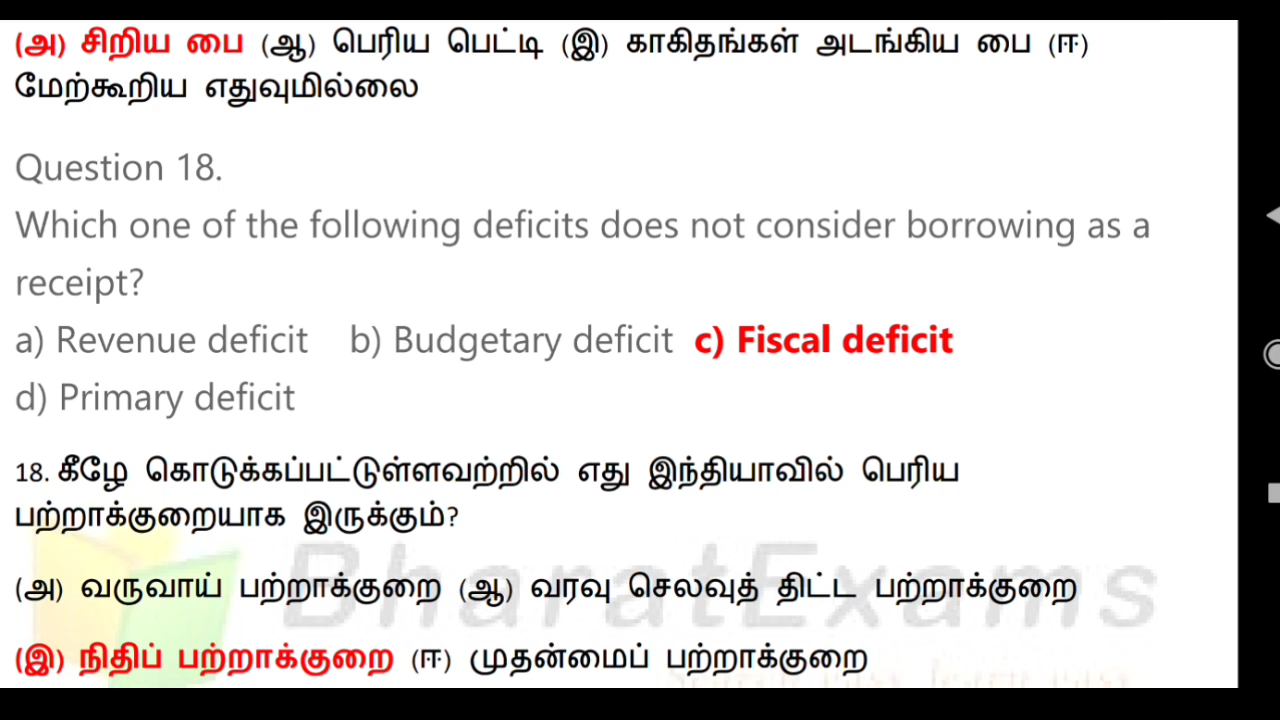 (அ) சிறிய பை (ஆ) பெரிய பெட்டி (இ) காகிதங்கள் அடங்கிய பை (ஈ)
மேற்கூறிய எதுவுமில்லை
Question 18.
Which one of the following deficits does not consider borrowing as a
receipt?
a) Revenue deficit b) Budgetary deficit c) Fiscal deficit
d) Primary deficit
18. கீழே கொடுக்கப்பட்டுள்ளவற்றில் எது இந்தியாவில் பெரிய
பற்றாக்குறையாக இருக்கும்?
BharatExams
(அ) வருவாய் பற்றாக்குறை (ஆ) வரவு செலவுத் திட்ட பற்றாக்குறை
(இ) நிதிப் பற்றாக்குறை (ஈ) முதன்மைப் பற்றாக்குறை